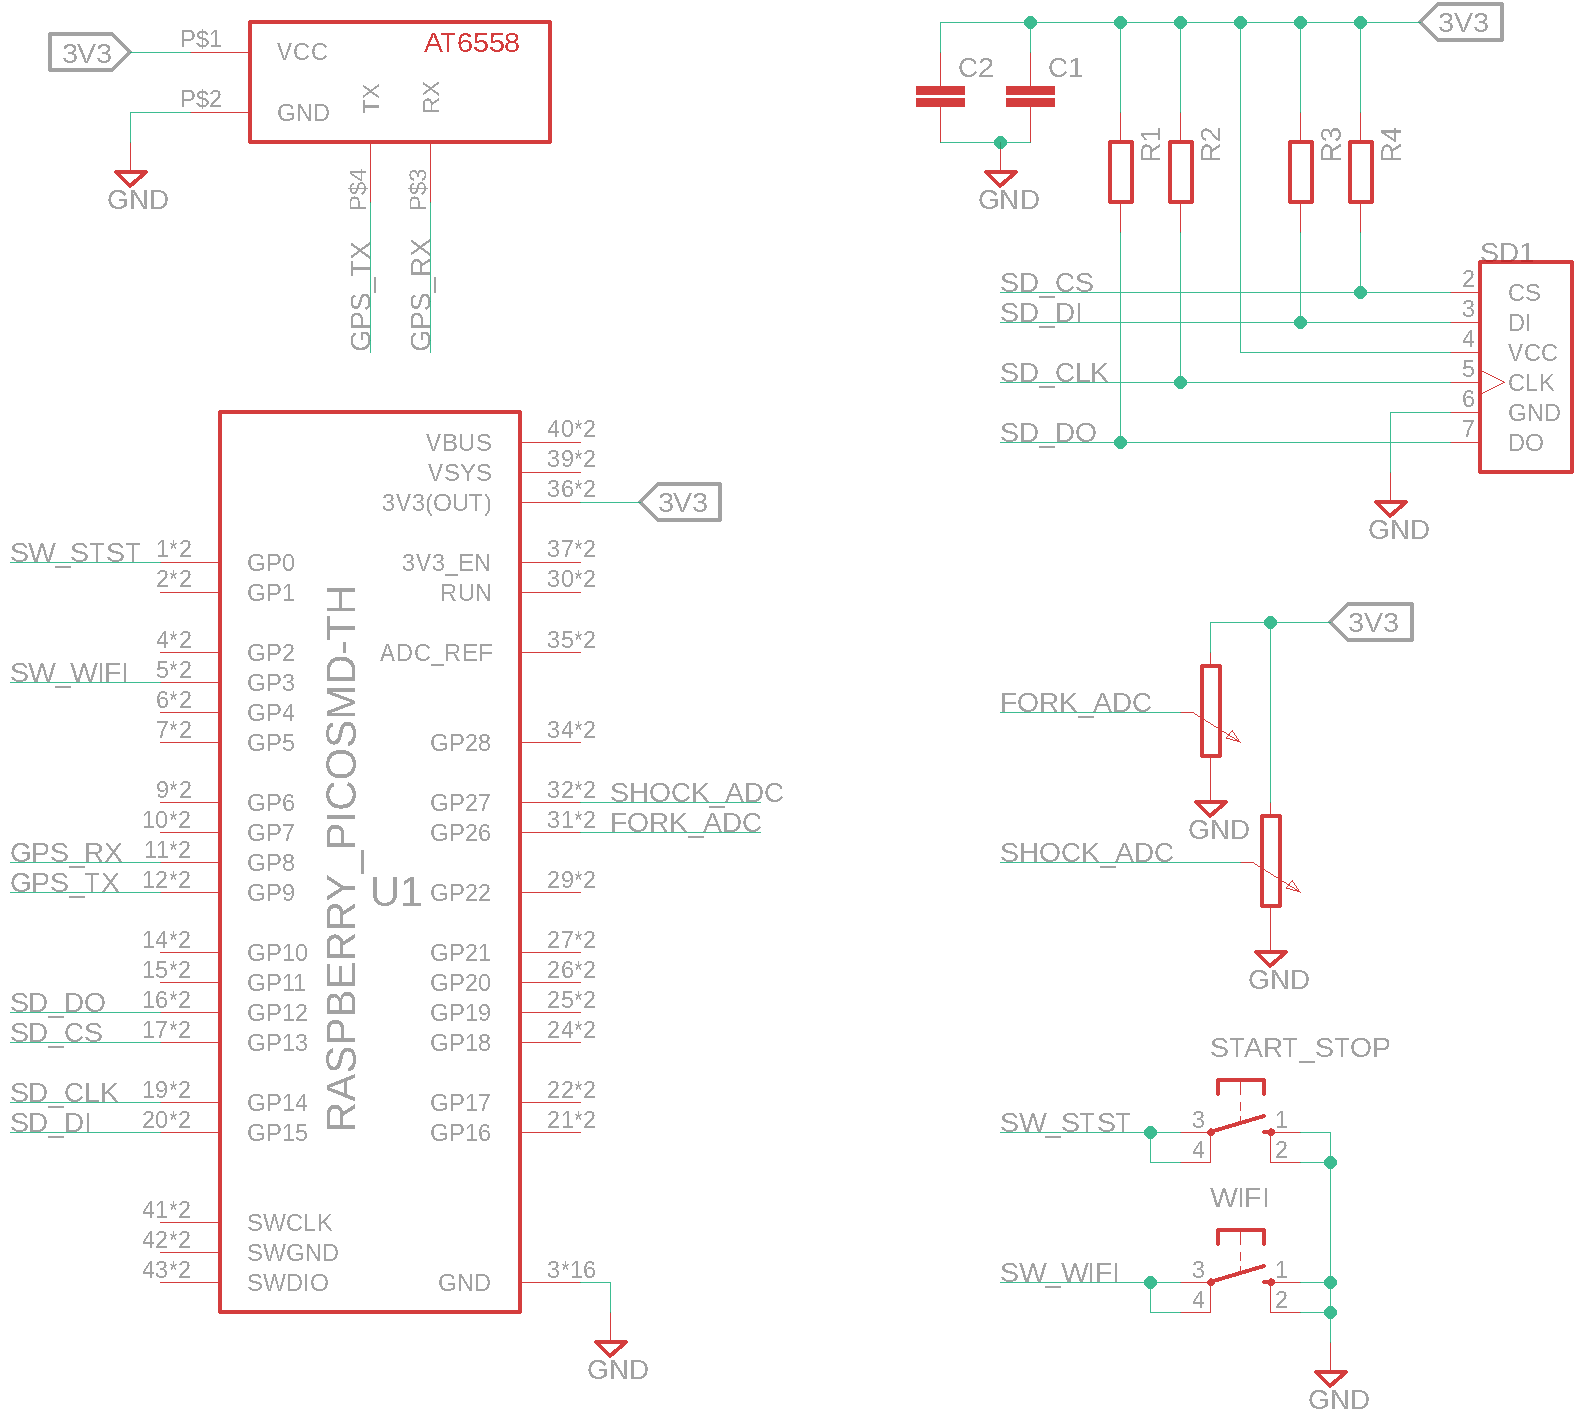 3V3
P$1
VCC
AT6558
P$2
GND
TX
RX
GND
P$4
P$3
GPS_TX
GPS_RX
3V3
C2
C1
R1
R2
R3
R4
GND
SD1
SD_CS
2
CS
SD_DI
3
DI
4
VCC
SD_CLK
5
CLK
6
GND
SD_DO
7
DO
GND
VBUS
40*2
VSYS
39*2
3V3(OUT)
36*2
3V3
SW_STST
1*2
GP0
3V3_EN
37*2
2*2
GP1
RUN
30*2
4*2
GP2
ADC_REF
35*2
SW_WIFI
5*2
GP3
6*2
GP4
7*2
GP5
GP28
34*2
9*2
GP6
GP27
32*2
SHOCK_ADC
10*2
GP7
GP26
31*2
FORK_ADC
GPS_RX
11*2
GP8
GPS_TX
12*2
GP9
RASPBERRY_PICOSMD-TH
U1
GP22
29*2
14*2
GP10
GP21
27*2
15*2
GP11
GP20
26*2
SD_DO
16*2
GP12
GP19
25*2
SD_CS
17*2
GP13
GP18
24*2
SD_CLK
19*2
GP14
GP17
22*2
SD_DI
20*2
GP15
GP16
21*2
41*2
SWCLK
42*2
SWGND
43*2
SWDIO
GND
3*16
GND
3V3
FORK_ADC
GND
SHOCK_ADC
GND
START_STOP
SW_STST
3
1
4
2
WIFI
SW_WIFI
3
1
4
2
GND